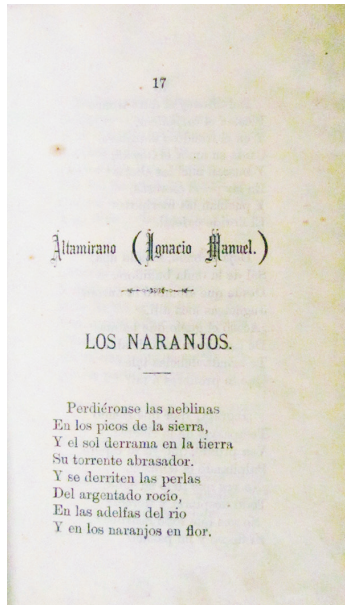 17
Altamirano (Ignacio Manuel.)
LOS NARANJOS.
Perdiéronse las neblinas
En los picos de la sierra,
Y el sol derrama en la tierra
Su torrente abrasador.
Y se derriten las perlas
Del argentado rocío,
En las adelfas del rio
Y en los naranjos en flor.